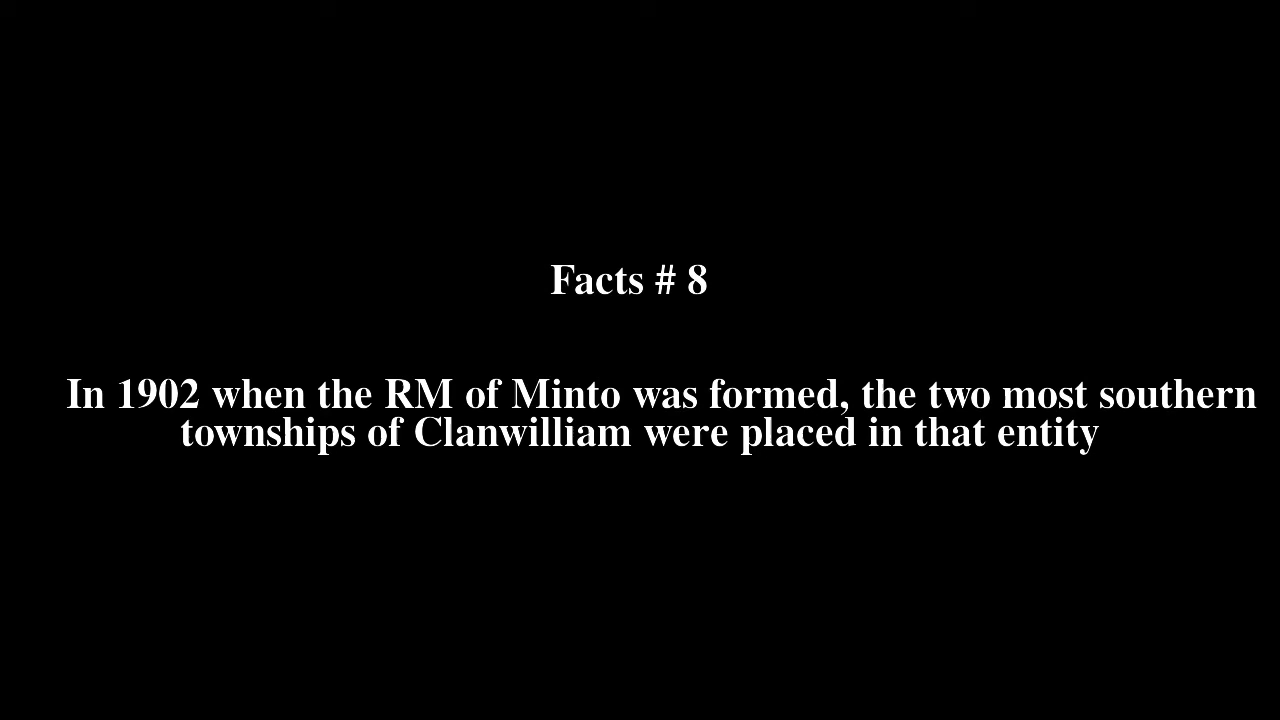 Facts # 8
In 1902 when the RM of Minto was formed, the two most southern
townships of Clanwilliam were placed in that entity